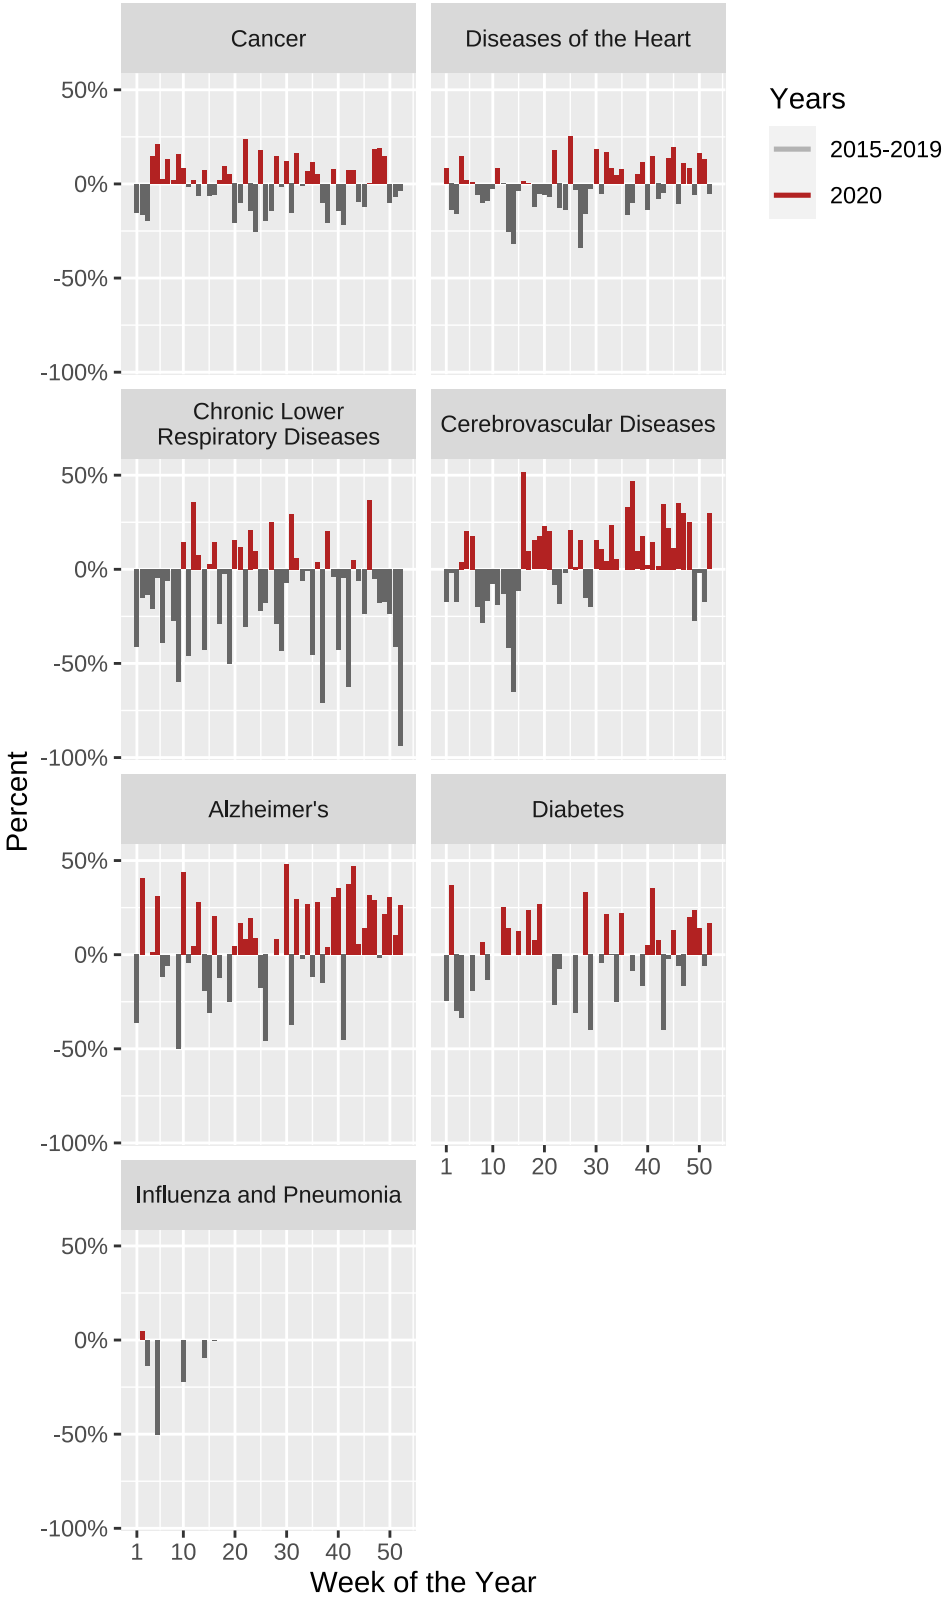 Cancer
Diseases of the Heart
Years
2015-2019
2020
50%
0%
-50%
-100%
Chronic Lower
Respiratory Diseases
Cerebrovascular Diseases
50%
0%
-50%
-100%
Percent
Alzheimer's
Diabetes
50%
0%
-50%
-100%
1 10 20 30 40 50
Influenza and Pneumonia
50%
0%
-50%
-100%
1 10 20 30 40 50
Week of the Year